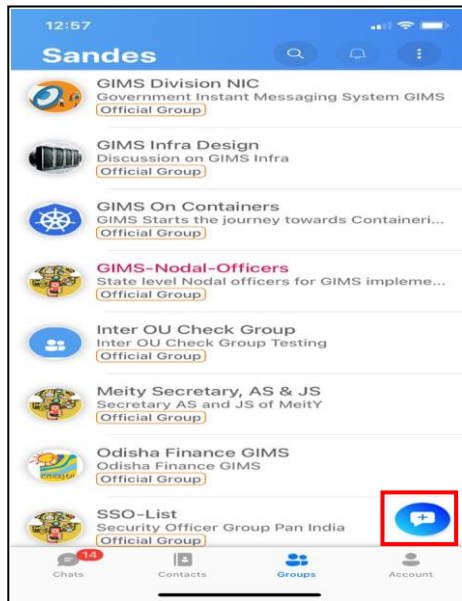 12:57
Sandes
GIMS Division NIC
Government Instant Messaging System GIMS
Official Group
GIMS Infra Design
Discussion on GIMS Infra
Official Group
GIMS On Containers
GIMS Starts the journey towards Containeri...
Official Group
GIMS-Nodal-Officers
State level Nodal officers for GIMS impleme...
Official Group
Inter OU Check Group
Inter OU Check Group Testing
Official Group
Meity Secretary, AS & JS
Secretary AS and JS of MeitY
Official Group
Odisha Finance GIMS
Odisha Finance GIMS
Official Group
SSO-List
Security Officer Group Pan India
Official Group
14
Chats Contacts Groups Account